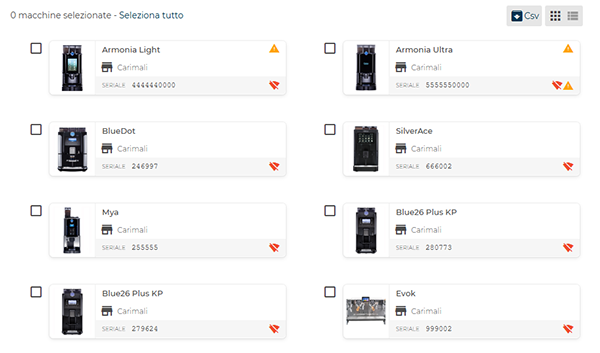 0 macchine selezionate - Seleziona tutto
Csv
Armonia Light
Carimali
SERIALE 4444440000
Armonia Ultra
Carimali
SERIALE 5555550000
BlueDot
Carimali
SERIALE 246997
SilverAce
Carimali
SERIALE 666002
Mya
Carimali
SERIALE 255555
Blue26 Plus KP
Carimali
SERIALE 280773
Blue26 Plus KP
Carimali
SERIALE 279624
Evok
Carimali
SERIALE 999002